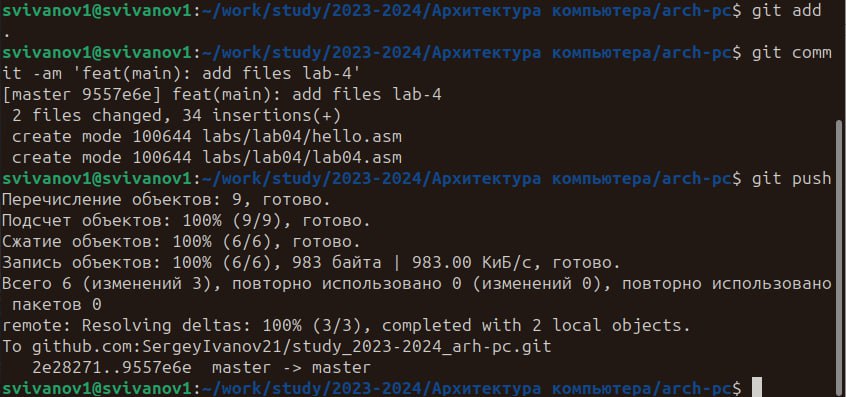 svivanov1@svivanov1:~/work/study/2023-2024/Архитектура компьютера/arch-pc$ git add
.
svivanov1@svivanov1:~/work/study/2023-2024/Архитектура компьютера/arch-pc$ git comm
it -am 'feat(main): add files lab-4'
[master 9557e6e] feat(main): add files lab-4
 2 files changed, 34 insertions(+)
 create mode 100644 labs/lab04/hello.asm
 create mode 100644 labs/lab04/lab04.asm
svivanov1@svivanov1:~/work/study/2023-2024/Архитектура компьютера/arch-pc$ git push
Перечисление объектов: 9, готово.
Подсчет объектов: 100% (9/9), готово.
Сжатие объектов: 100% (6/6), готово.
Запись объектов: 100% (6/6), 983 байта | 983.00 КиБ/с, готово.
Всего 6 (изменений 3), повторно использовано 0 (изменений 0), повторно использовано
 пакетов 0
remote: Resolving deltas: 100% (3/3), completed with 2 local objects.
To github.com:SergeyIvanov21/study_2023-2024_arh-pc.git
   2e28271..9557e6e  master -> master
svivanov1@svivanov1:~/work/study/2023-2024/Архитектура компьютера/arch-pc$